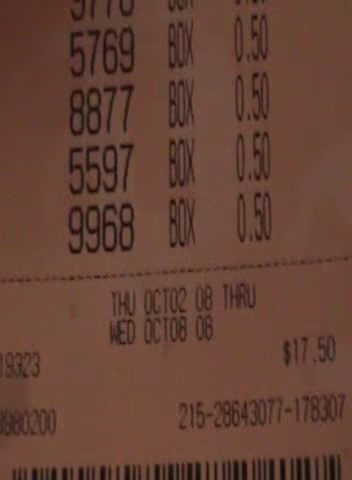 5769 BOX 0.50
8877 BOX 0.50
5597 BOX 0.50
9968 BOX 0.50
THU OCT02 08 THRU
WED OCT08 08
19323 $17.50
0980200 215-28643077-178307